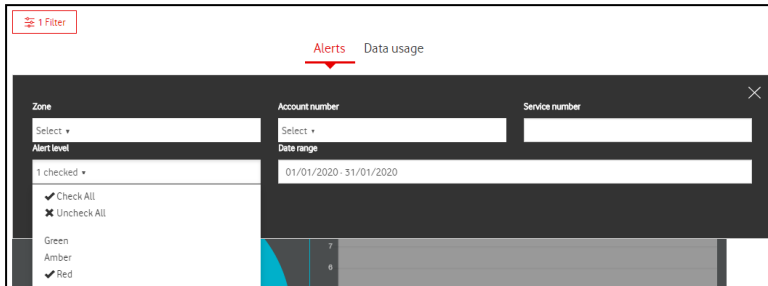 1 Filter
Alerts Data usage
Zone Account number Service number
Select Select
Alert level Date range
1 checked 01/01/2020 - 31/01/2020
Check All
Uncheck All
Green
Amber
Red
7
6